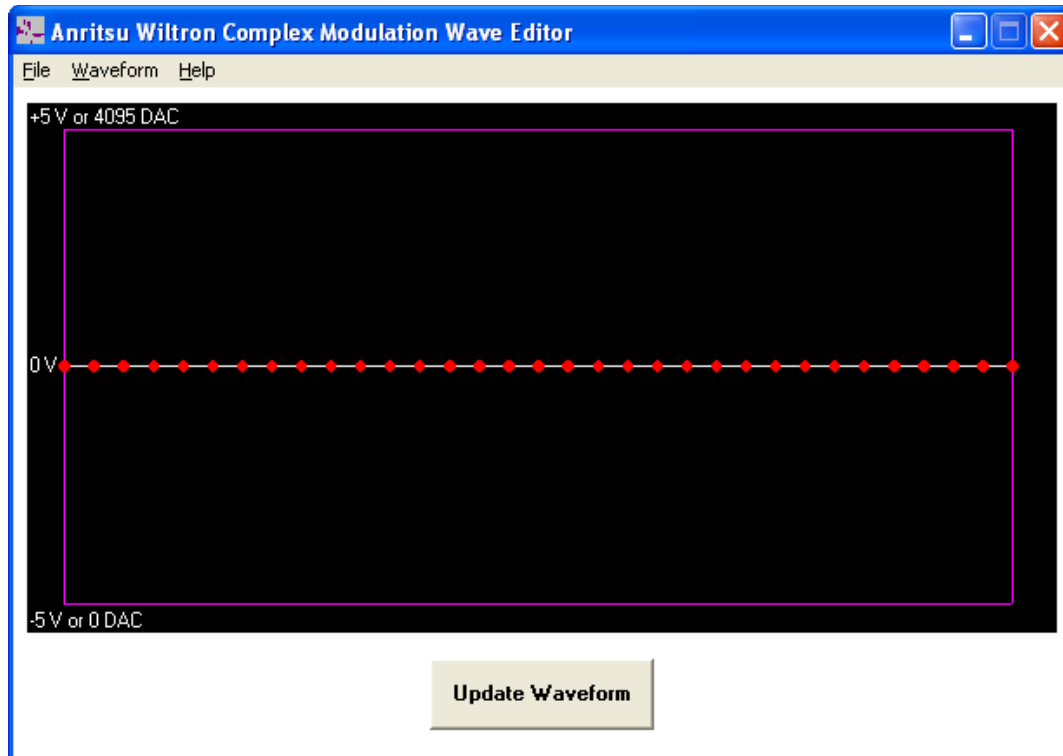 Anritsu Wiltron Complex Modulation Wave Editor
File Waveform Help
+5 V or 4095 DAC
0 V
-5 V or 0 DAC
Update Waveform